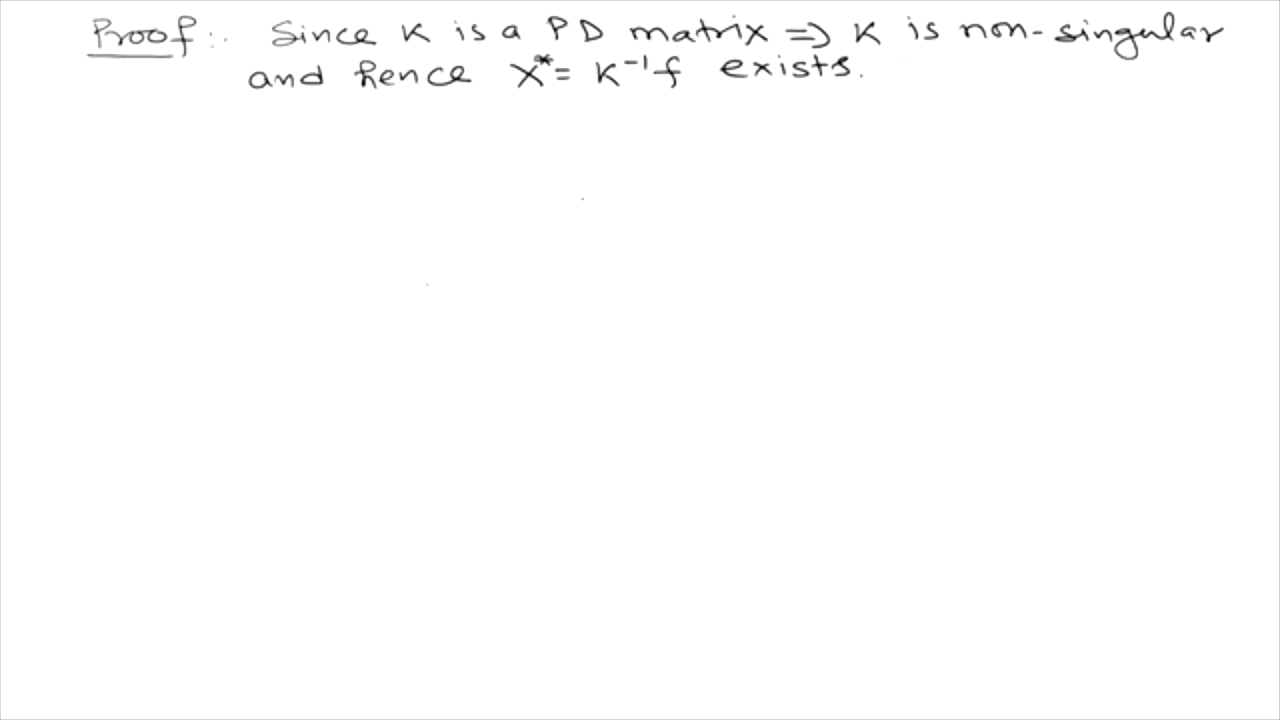 Proof:. Since K is a PD matrix ⇒ K is non-singular
and hence X* = K⁻¹f exists.